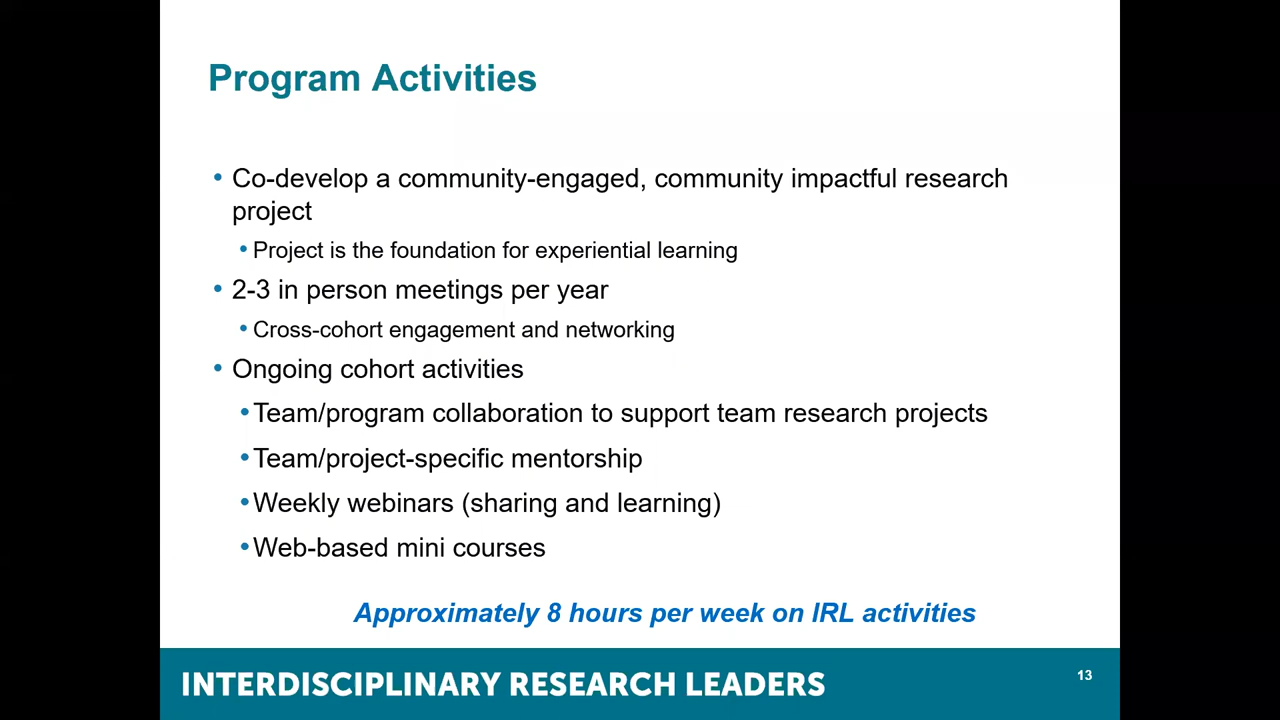 Program Activities
• Co-develop a community-engaged, community impactful research
project
• Project is the foundation for experiential learning
• 2-3 in person meetings per year
• Cross-cohort engagement and networking
• Ongoing cohort activities
• Team/program collaboration to support team research projects
• Team/project-specific mentorship
• Weekly webinars (sharing and learning)
• Web-based mini courses
Approximately 8 hours per week on IRL activities
INTERDISCIPLINARY RESEARCH LEADERS
13